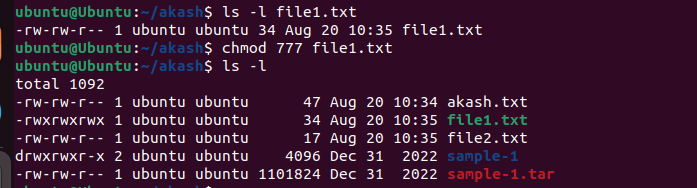 ubuntu@Ubuntu:~/akash$ ls -l file1.txt
-rw-rw-r-- 1 ubuntu ubuntu 34 Aug 20 10:35 file1.txt
ubuntu@Ubuntu:~/akash$ chmod 777 file1.txt
ubuntu@Ubuntu:~/akash$ ls -l
total 1092
-rw-rw-r-- 1 ubuntu ubuntu      47 Aug 20 10:34 akash.txt
-rwxrwxrwx 1 ubuntu ubuntu      34 Aug 20 10:35 file1.txt
-rw-rw-r-- 1 ubuntu ubuntu      17 Aug 20 10:35 file2.txt
drwxrwxr-x 2 ubuntu ubuntu    4096 Dec 31  2022 sample-1
-rw-rw-r-- 1 ubuntu ubuntu 1101824 Dec 31  2022 sample-1.tar